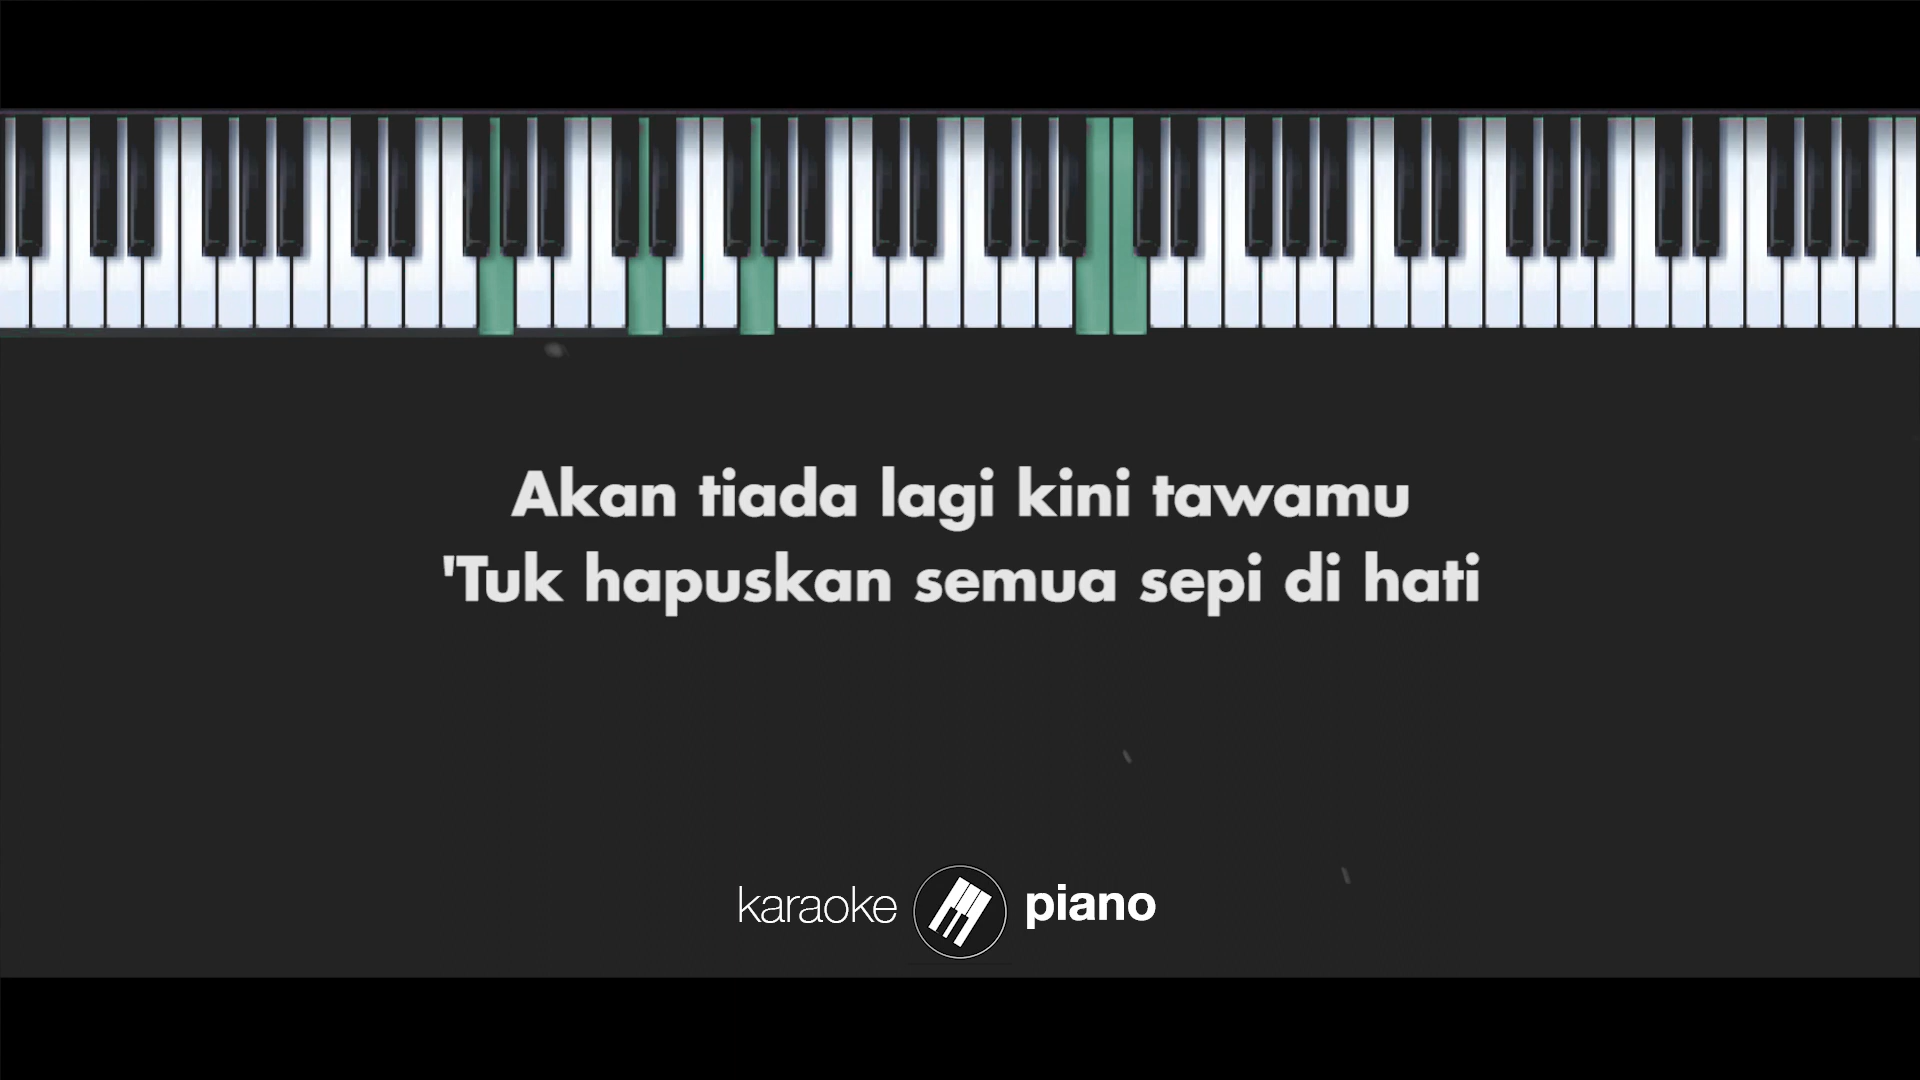 Akan tiada lagi kini tawamu
'Tuk hapuskan semua sepi di hati
karaoke piano